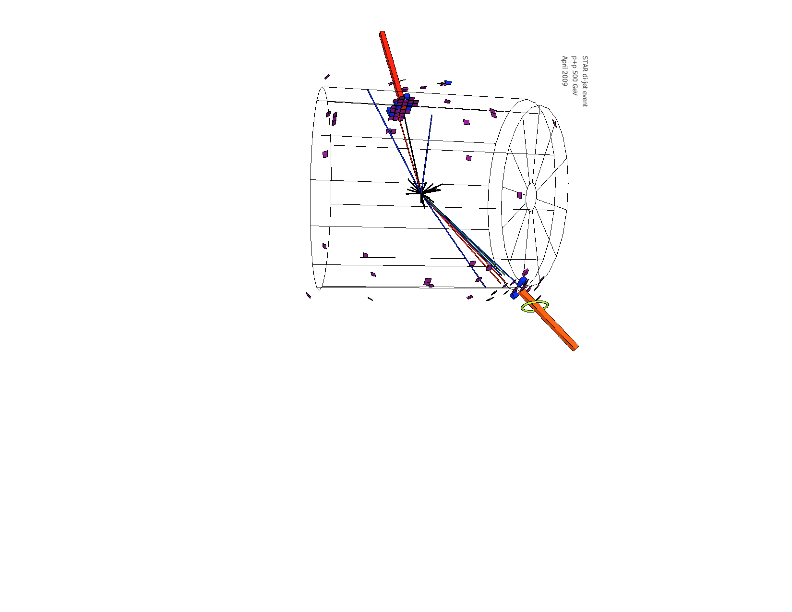 STAR di-jet event
p+p 500 GeV
April 2009